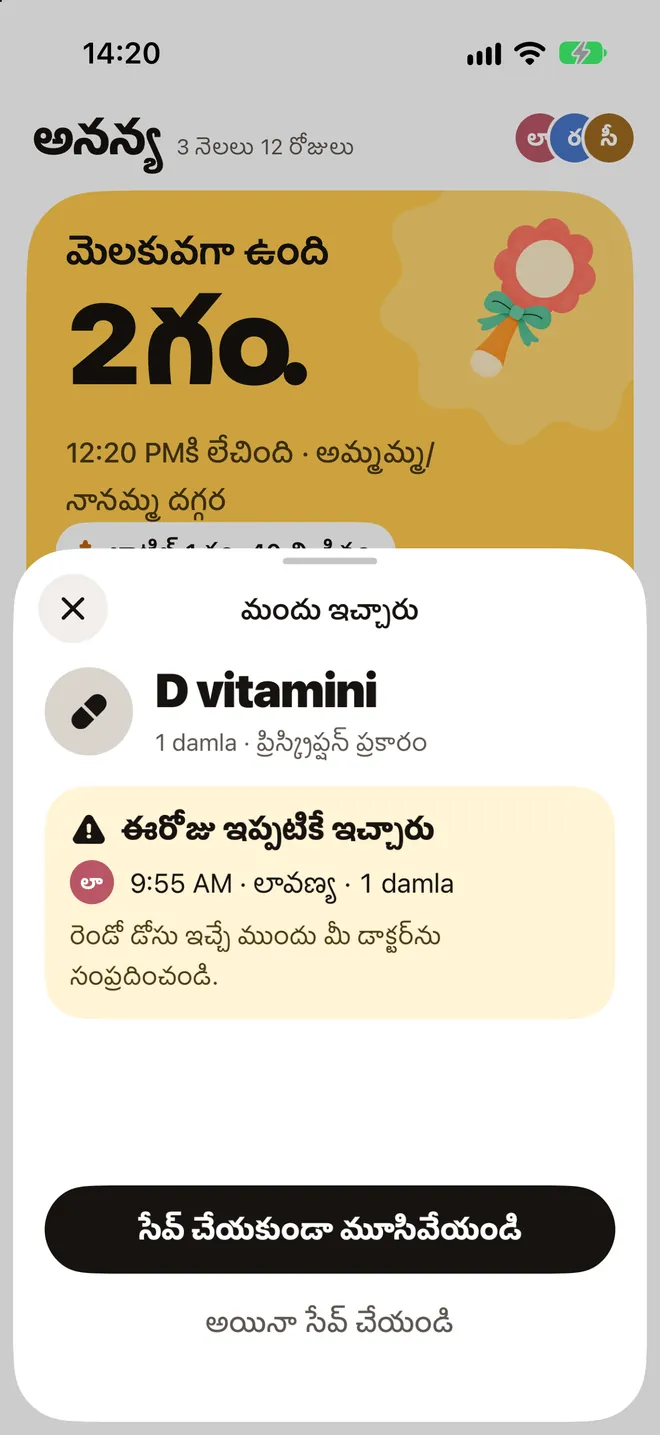 14:20
అనన్య 3 నెలలు 12 రోజులు
లా ర సీ
మెలకువగా ఉంది
2గం.
12:20 PMకి లేచింది · అమ్మమ్మ/
నానమ్మ దగ్గర
మందు ఇచ్చారు
D vitamini
1 damla · ప్రిస్క్రిప్షన్ ప్రకారం
ఈరోజు ఇప్పటికే ఇచ్చారు
లా 9:55 AM · లావణ్య · 1 damla
రెండో డోసు ఇచ్చే ముందు మీ డాక్టర్‌ను
సంప్రదించండి.
సేవ్ చేయకుండా మూసివేయండి
అయినా సేవ్ చేయండి